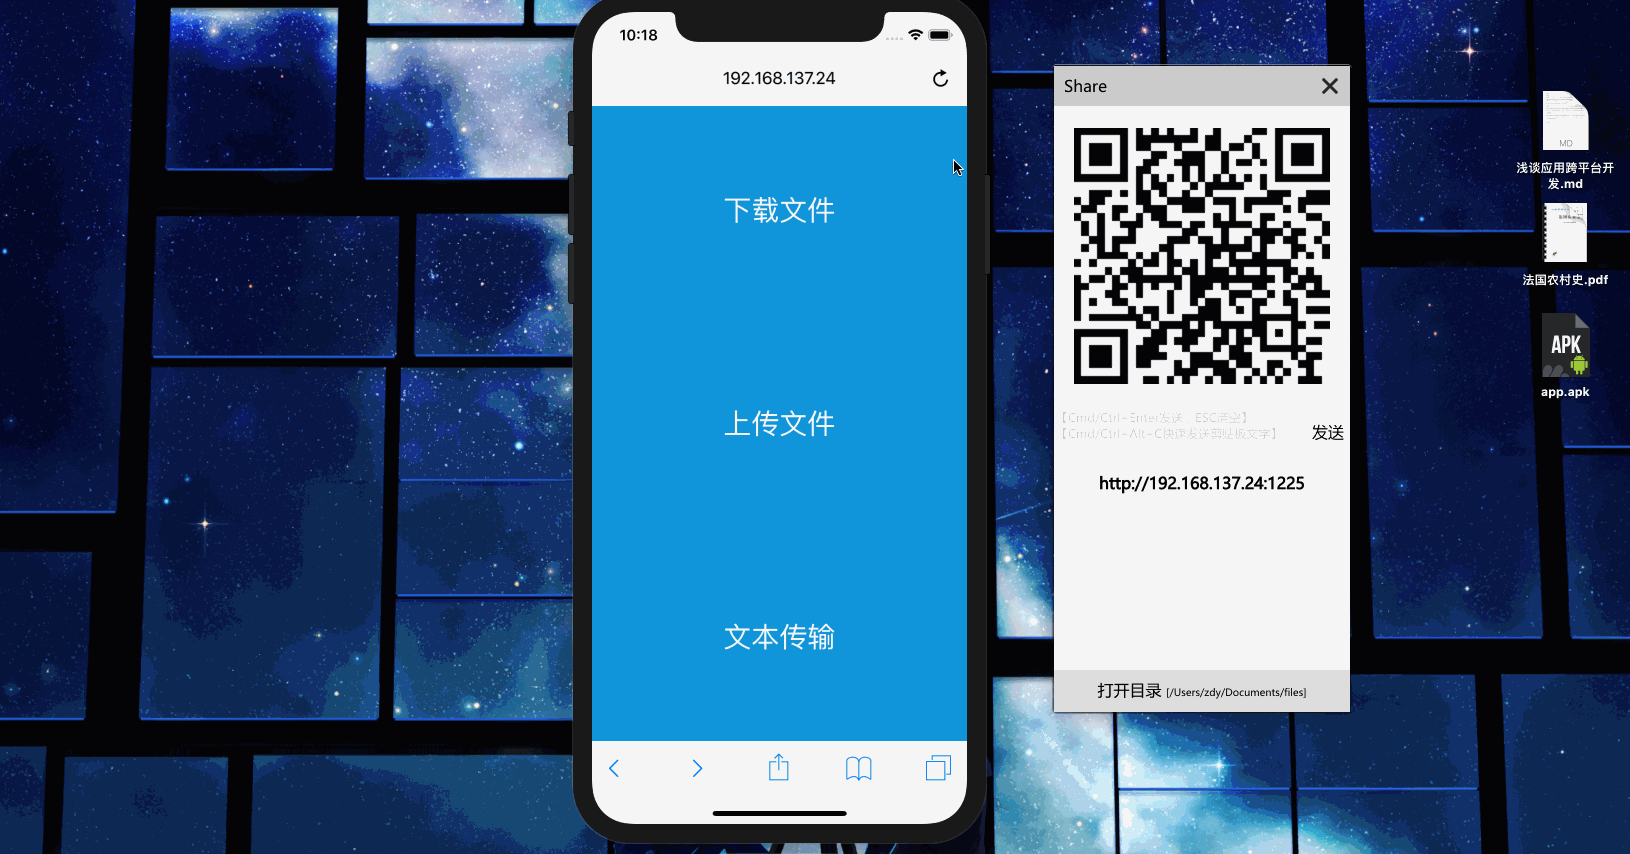 10:18
192.168.137.24
下载文件
上传文件
文本传输
Share
【Cmd/Ctrl+Enter发送，ESC清空】
【Cmd/Ctrl+Alt+C快速发送剪贴板文字】
发送
http://192.168.137.24:1225
打开目录 [/Users/zdy/Documents/files]
MD
浅谈应用跨平台开
发.md
法国农村史.pdf
APK
app.apk